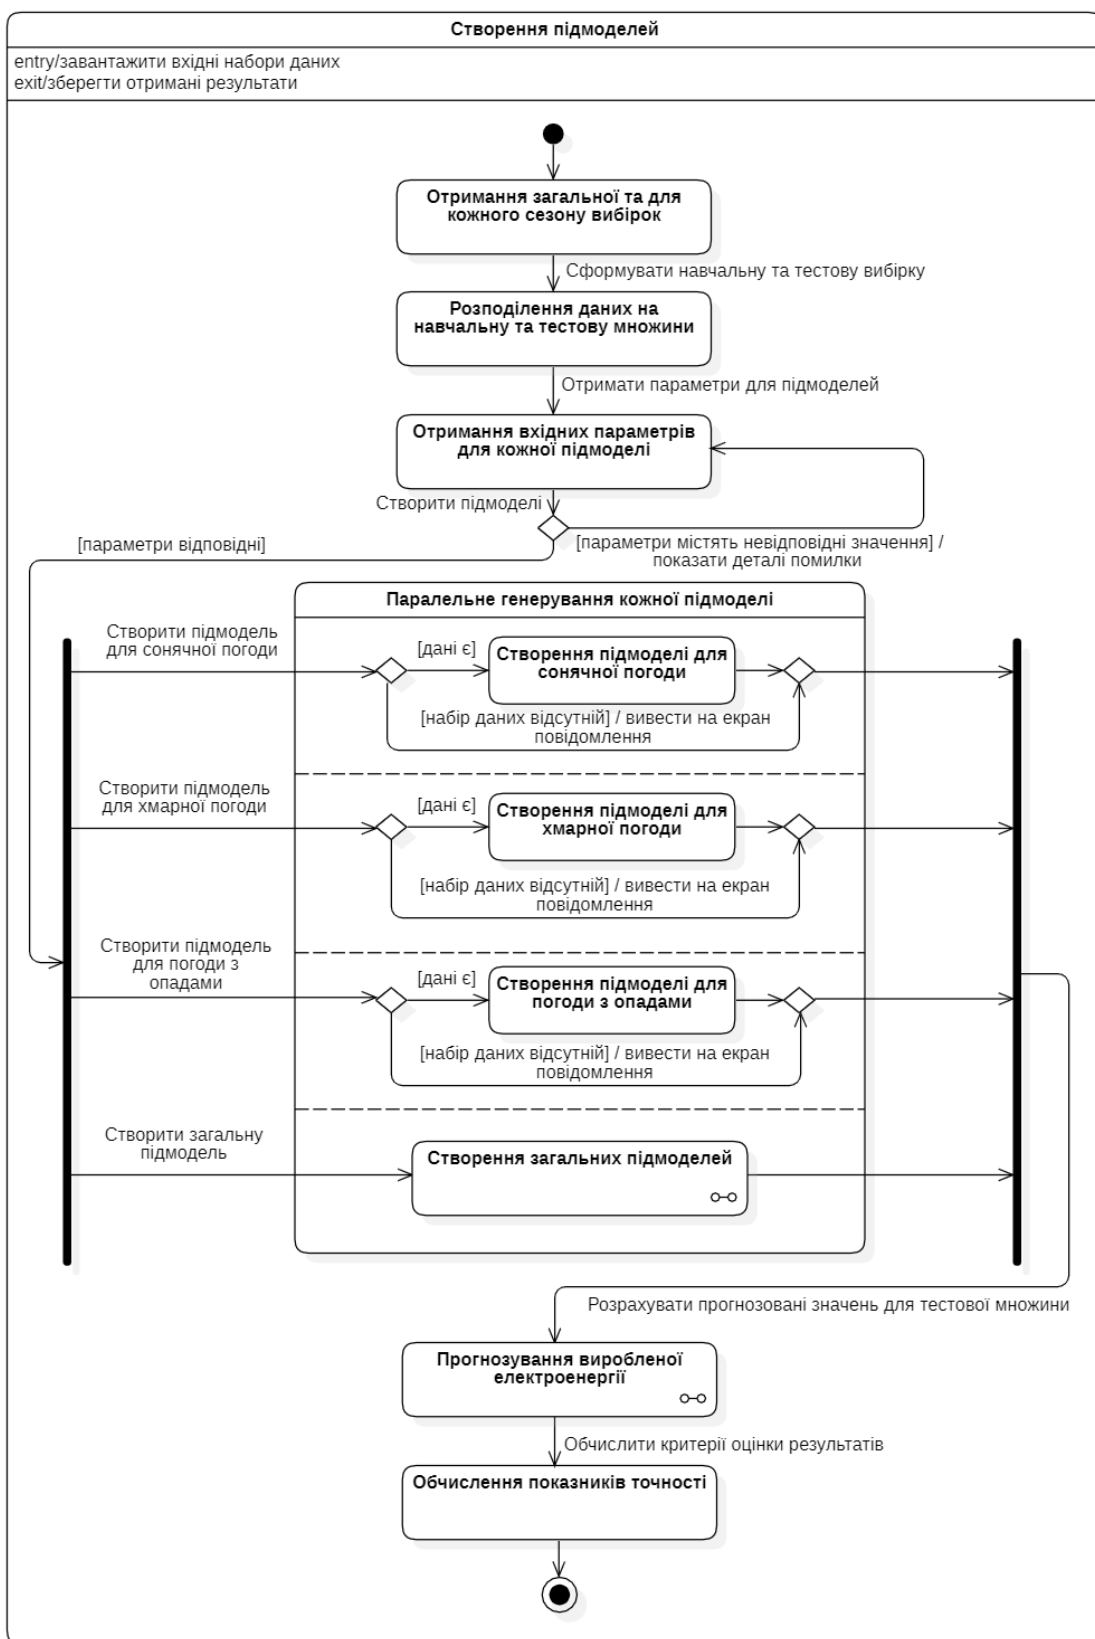 Створення підмоделей
entry/завантажити вхідні набори даних
exit/зберегти отримані результати
Отримання загальної та для
кожного сезону вибірок
Сформувати навчальну та тестову вибірку
Розподілення даних на
навчальну та тестову множини
Отримати параметри для підмоделей
Отримання вхідних параметрів
для кожної підмоделі
Створити підмоделі
[параметри відповідні]
[параметри містять невідповідні значення] /
показати деталі помилки
Паралельне генерування кожної підмоделі
Створити підмодель
для сонячної погоди
[дані є]
Створення підмоделі для
сонячної погоди
[набір даних відсутній] / вивести на екран
повідомлення
Створити підмодель
для хмарної погоди
[дані є]
Створення підмоделі для
хмарної погоди
[набір даних відсутній] / вивести на екран
повідомлення
Створити підмодель
для погоди з
опадами
[дані є]
Створення підмоделі для
погоди з опадами
[набір даних відсутній] / вивести на екран
повідомлення
Створити загальну
підмодель
Створення загальних підмоделей
Розрахувати прогнозовані значень для тестової множини
Прогнозування виробленої
електроенергії
Обчислити критерії оцінки результатів
Обчислення показників точності